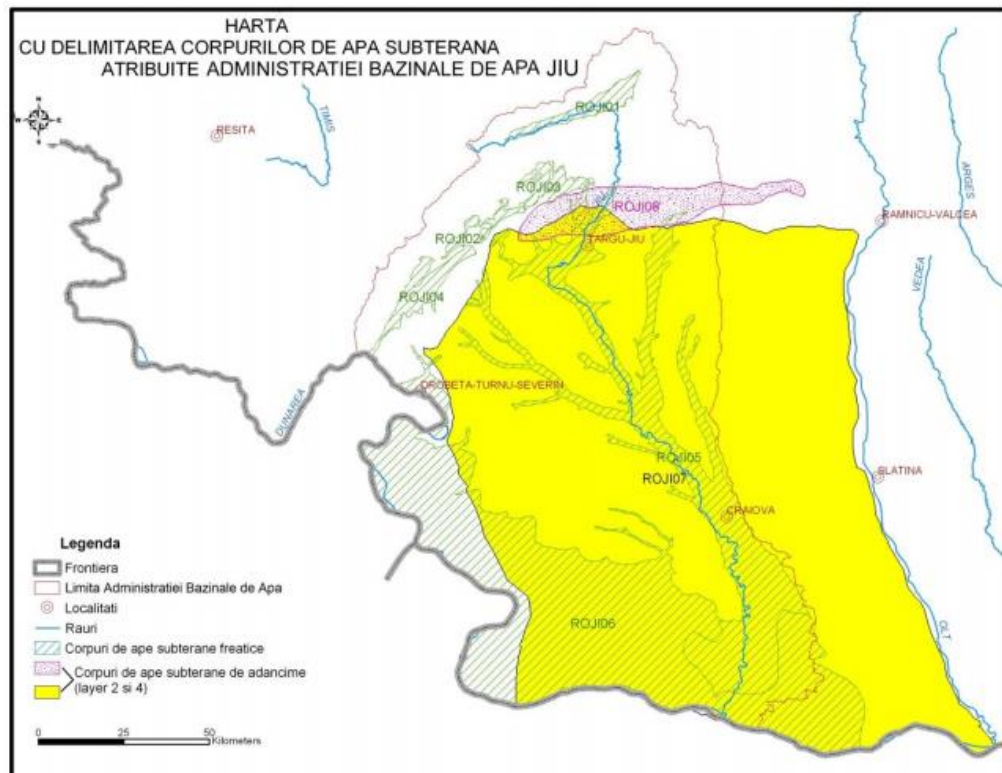 HARTA
CU DELIMITAREA CORPURILOR DE APA SUBTERANA
ATRIBUITE ADMINISTRATIEI BAZINALE DE APA JIU
N
W
E
S
RESITA
TIMIS
ROJI01
ROJI03
ROJI08
JIU
ROJI02
TARGU-JIU
ROJI04
RAMNICU-VALCEA
ARGES
VEDEA
DUNAREA
DROBETA-TURNU-SEVERIN
ROJI05
ROJI07
SLATINA
CRAIOVA
ROJI06
OLT
Legenda
Frontiera
Limita Administratiei Bazinale de Apa
Localitati
Rauri
Corpuri de ape subterane freatice
Corpuri de ape subterane de adancime
(layer 2 si 4)
0 25 50
Kilometers